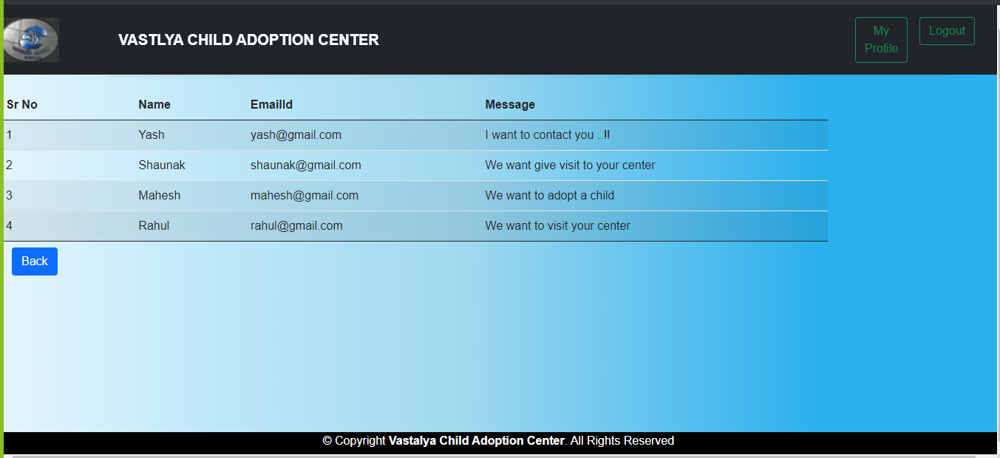 VASTLYA CHILD ADOPTION CENTER
My
Profile
Logout
Sr No Name EmailId Message
1 Yash yash@gmail.com I want to contact you ..!!
2 Shaunak shaunak@gmail.com We want give visit to your center
3 Mahesh mahesh@gmail.com We want to adopt a child
4 Rahul rahul@gmail.com We want to visit your center
Back
© Copyright Vastalya Child Adoption Center. All Rights Reserved